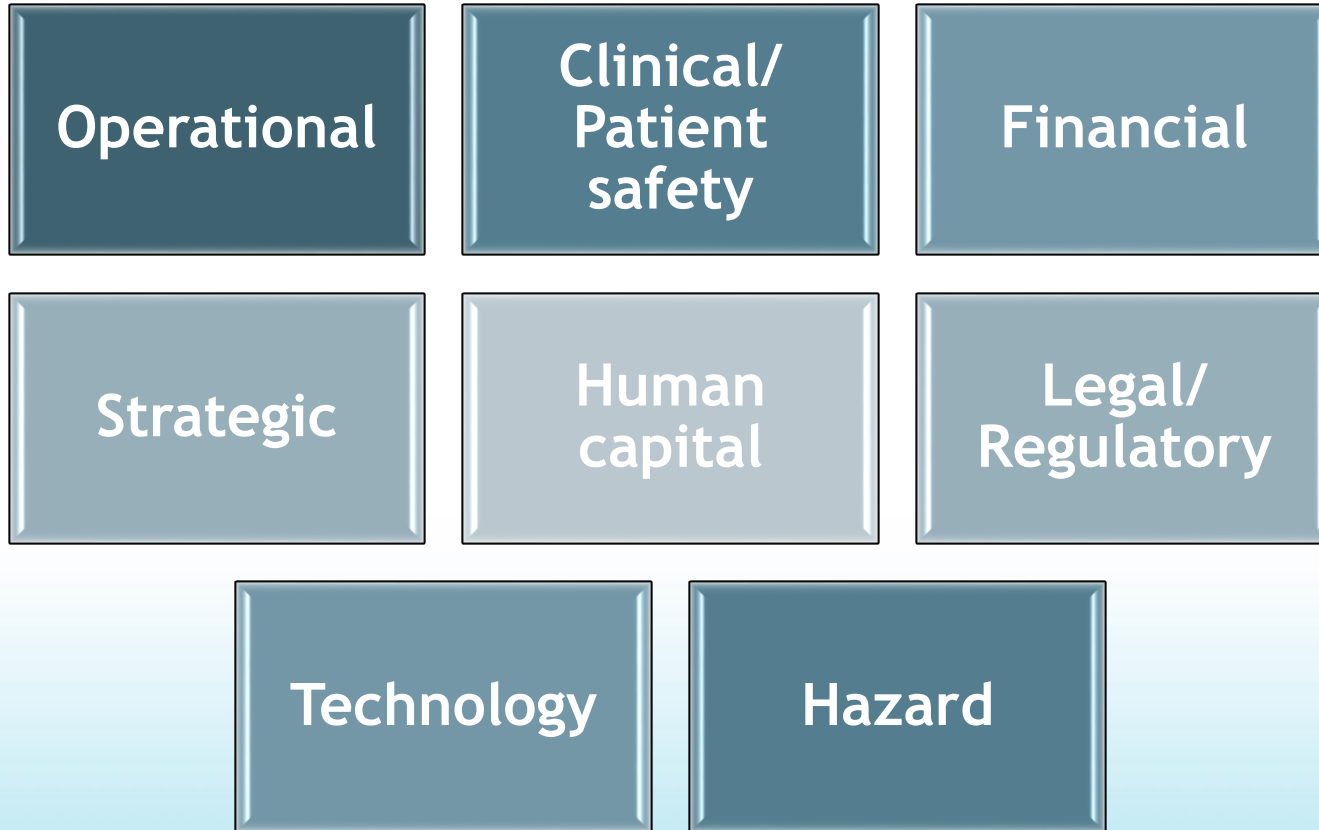 Operational
Clinical/
Patient
safety
Financial
Strategic
Human
capital
Legal/
Regulatory
Technology
Hazard